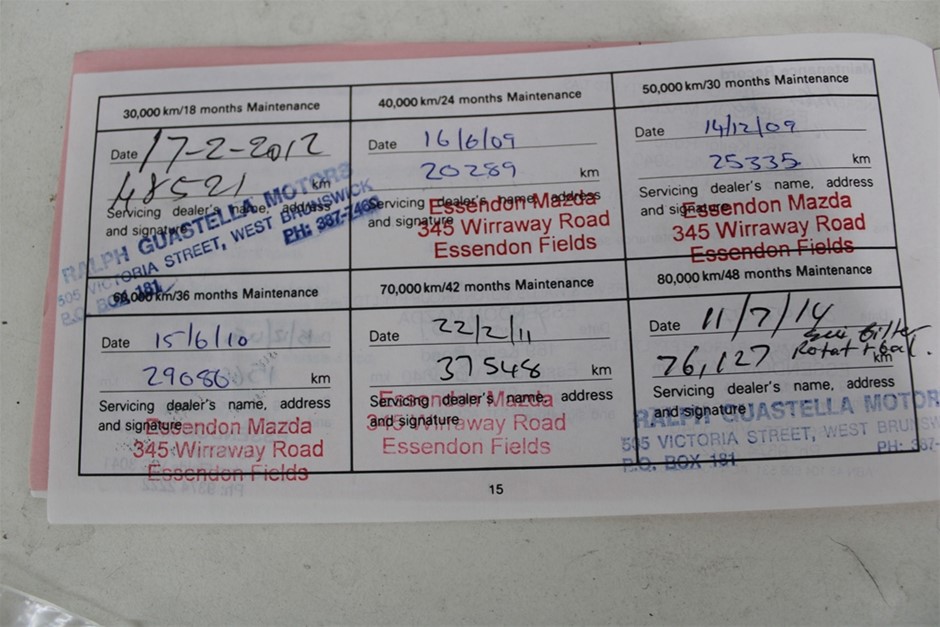 30,000 km/18 months Maintenance
Date 17-2-2012
48521 km
Servicing dealer's name, address
and signature
RALPH GUASTELLA MOTORS
505 VICTORIA STREET, WEST BRUNSWICK
P.O. BOX 181 PH: 387-7468
40,000 km/24 months Maintenance
Date 16/6/09
20289 km
Servicing dealer's name, address
and signature
Essendon Mazda
345 Wirraway Road
Essendon Fields
50,000 km/30 months Maintenance
Date 14/12/09
25335 km
Servicing dealer's name, address
and signature
Essendon Mazda
345 Wirraway Road
Essendon Fields
60,000 km/36 months Maintenance
Date 15/6/10
29086 km
Servicing dealer's name, address
and signature
Essendon Mazda
345 Wirraway Road
Essendon Fields
70,000 km/42 months Maintenance
Date 22/2/11
37548 km
Servicing dealer's name, address
and signature
Essendon Mazda
345 Wirraway Road
Essendon Fields
80,000 km/48 months Maintenance
Date 11/7/14
76,127 km
Servicing dealer's name, address
and signature
RALPH GUASTELLA MOTOR
505 VICTORIA STREET, WEST BRUNSW
P.O. BOX 181 PH: 387-
15